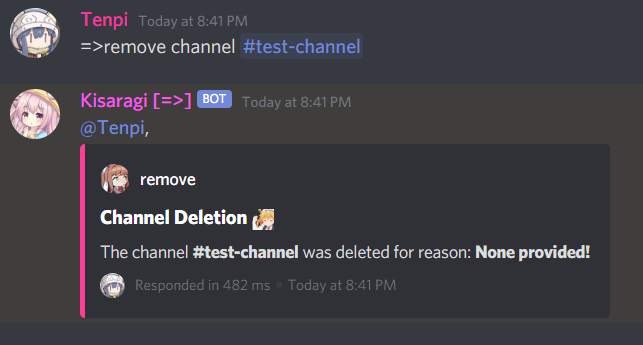 Tenpi Today at 8:41 PM
=>remove channel #test-channel
Kisaragi [=>] BOT Today at 8:41 PM
@Tenpi,
remove
Channel Deletion
The channel #test-channel was deleted for reason: None provided!
Responded in 482 ms • Today at 8:41 PM